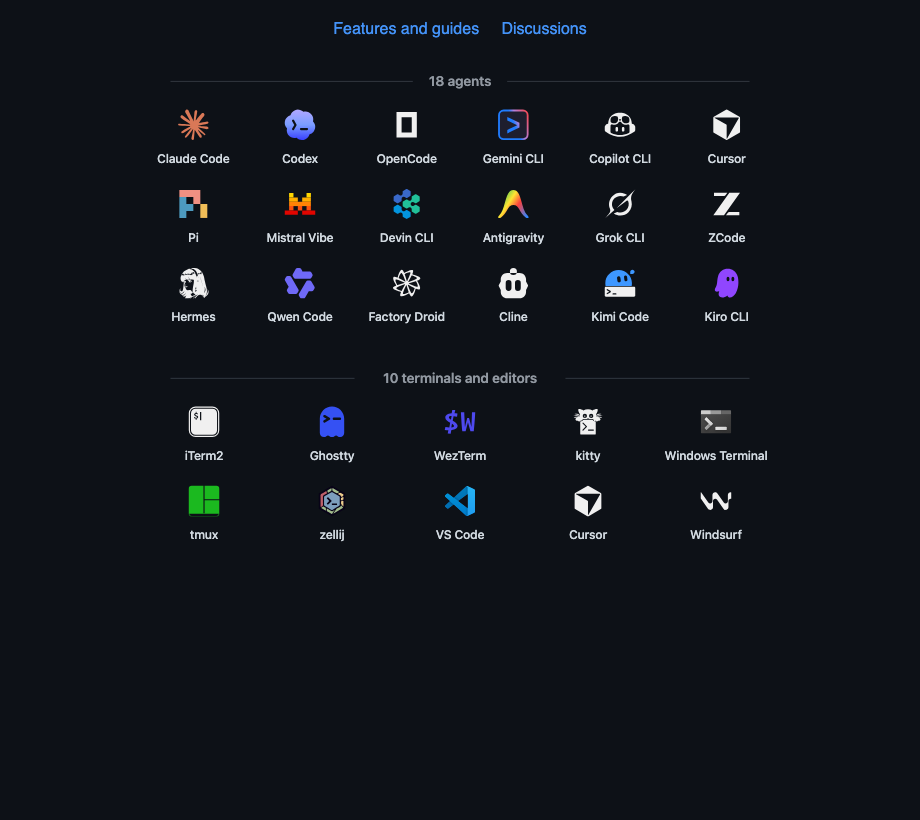 Features and guides Discussions
18 agents
Claude Code Codex OpenCode Gemini CLI Copilot CLI Cursor
Pi Mistral Vibe Devin CLI Antigravity Grok CLI ZCode
Hermes Qwen Code Factory Droid Cline Kimi Code Kiro CLI
10 terminals and editors
$W
iTerm2 Ghostty WezTerm kitty Windows Terminal
tmux zellij VS Code Cursor Windsurf